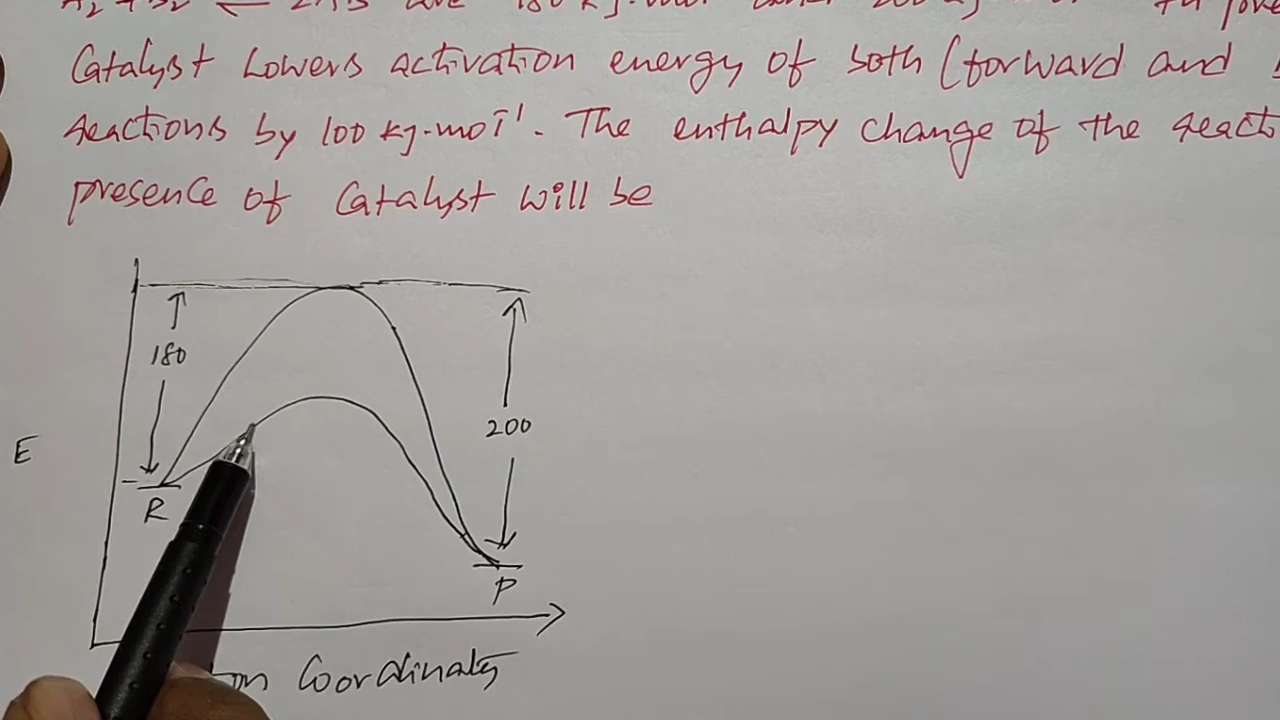 Catalyst Lowers activation energy of both (forward and
reactions by 100 kJ.mol⁻¹. The enthalpy change of the react
presence of Catalyst will be
180
200
E
R
P
Coordinates